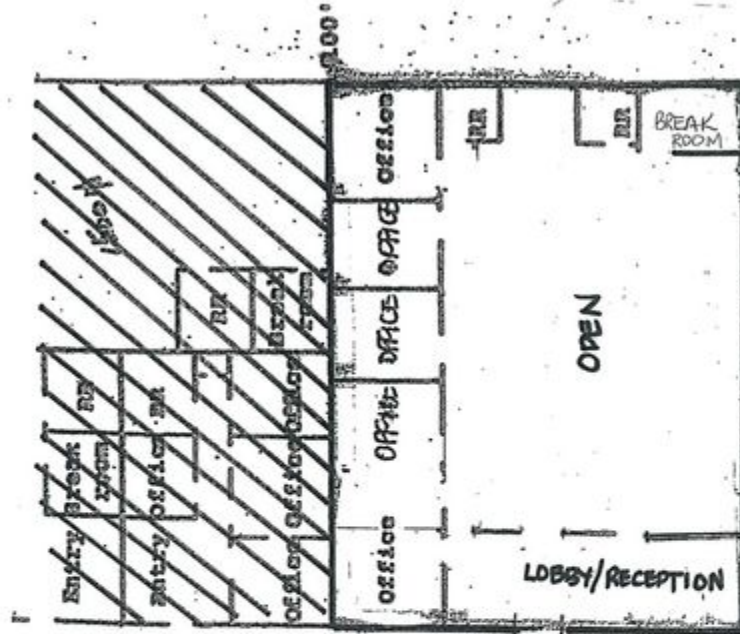 100'
Office
RR
RR
BREAK
ROOM
OFFICE
OFFICE
OFFICE
Office
OPEN
LOBBY/RECEPTION
RR
Break
room
RR
RR
Break
room
Office
Office
Office
Office
Entry
Entry